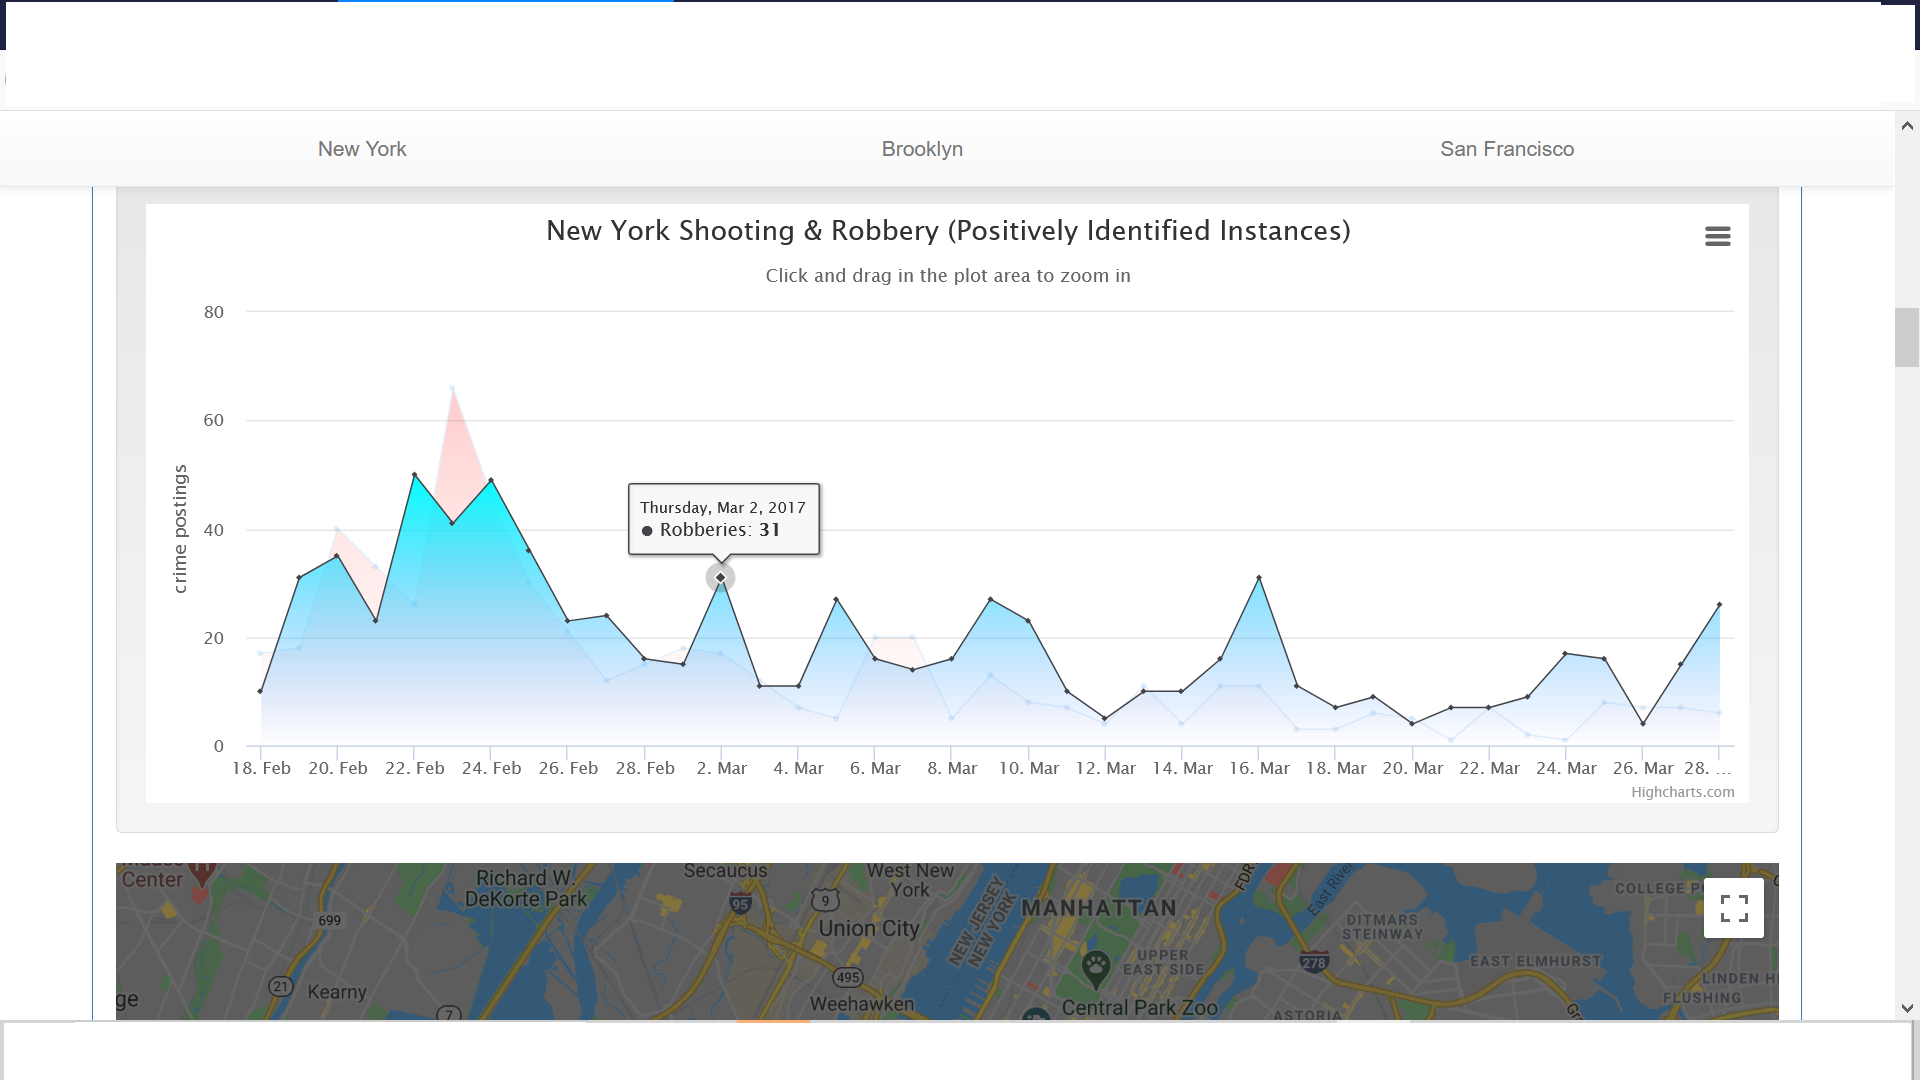 New York Brooklyn San Francisco
New York Shooting & Robbery (Positively Identified Instances)
Click and drag in the plot area to zoom in
80
60
40
20
0
crime postings
Thursday, Mar 2, 2017
Robberies: 31
18. Feb 20. Feb 22. Feb 24. Feb 26. Feb 28. Feb 2. Mar 4. Mar 6. Mar 8. Mar 10. Mar 12. Mar 14. Mar 16. Mar 18. Mar 20. Mar 22. Mar 24. Mar 26. Mar 28. ...
Highcharts.com
Center
Richard W.
DeKorte Park
Secaucus
West New
York
95
9
699
Union City
NEW JERSEY
NEW YORK
MANHATTAN
FDR
East River
COLLEGE P
DITMARS
STEINWAY
UPPER
EAST SIDE
278
EAST ELMHURST
LINDEN H
FLUSHING
495
21
Kearny
ge
7
Weehawken
Central Park Zoo
ASTORIA